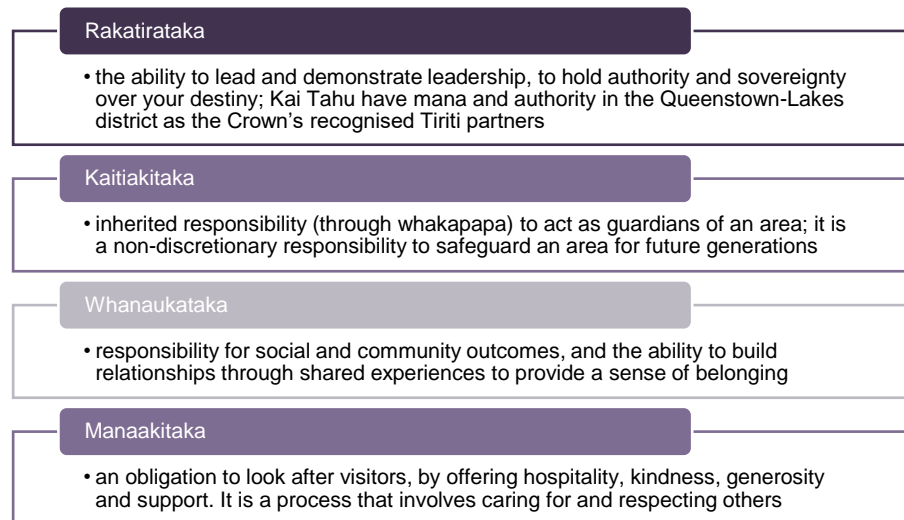 Rakatirataka
• the ability to lead and demonstrate leadership, to hold authority and sovereignty
over your destiny; Kai Tahu have mana and authority in the Queenstown-Lakes
district as the Crown’s recognised Tiriti partners
Kaitiakitaka
• inherited responsibility (through whakapapa) to act as guardians of an area; it is
a non-discretionary responsibility to safeguard an area for future generations
Whanaukataka
• responsibility for social and community outcomes, and the ability to build
relationships through shared experiences to provide a sense of belonging
Manaakitaka
• an obligation to look after visitors, by offering hospitality, kindness, generosity
and support. It is a process that involves caring for and respecting others